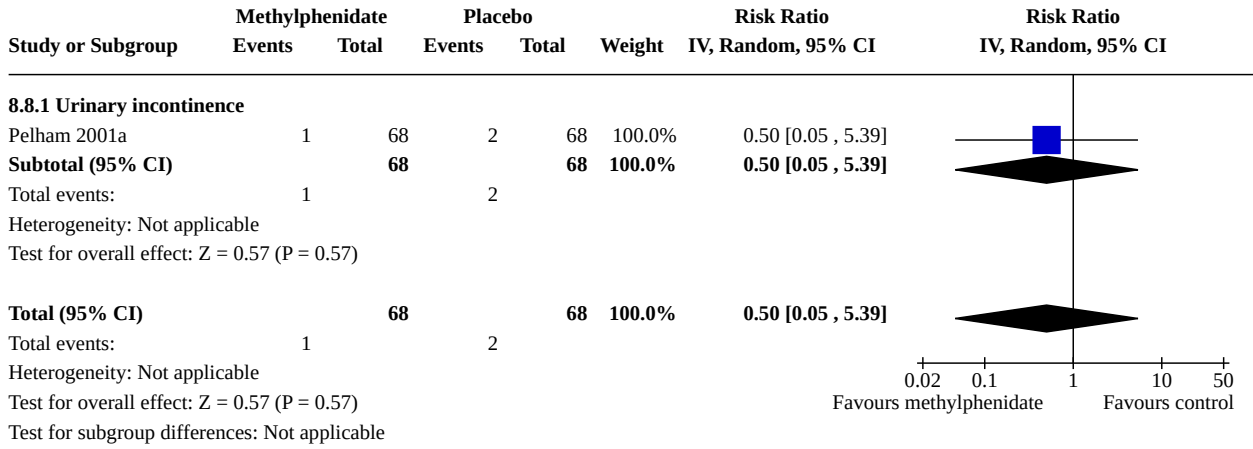 Methylphenidate Placebo Risk Ratio Risk Ratio
Study or Subgroup Events Total Events Total Weight IV, Random, 95% CI IV, Random, 95% CI
8.8.1 Urinary incontinence
Pelham 2001a 1 68 2 68 100.0% 0.50 [0.05 , 5.39]
Subtotal (95% CI) 68 68 100.0% 0.50 [0.05 , 5.39]
Total events: 1 2
Heterogeneity: Not applicable
Test for overall effect: Z = 0.57 (P = 0.57)
Total (95% CI) 68 68 100.0% 0.50 [0.05 , 5.39]
Total events: 1 2
Heterogeneity: Not applicable
0.02 0.1 1 10 50
Test for overall effect: Z = 0.57 (P = 0.57) Favours methylphenidate Favours control
Test for subgroup differences: Not applicable